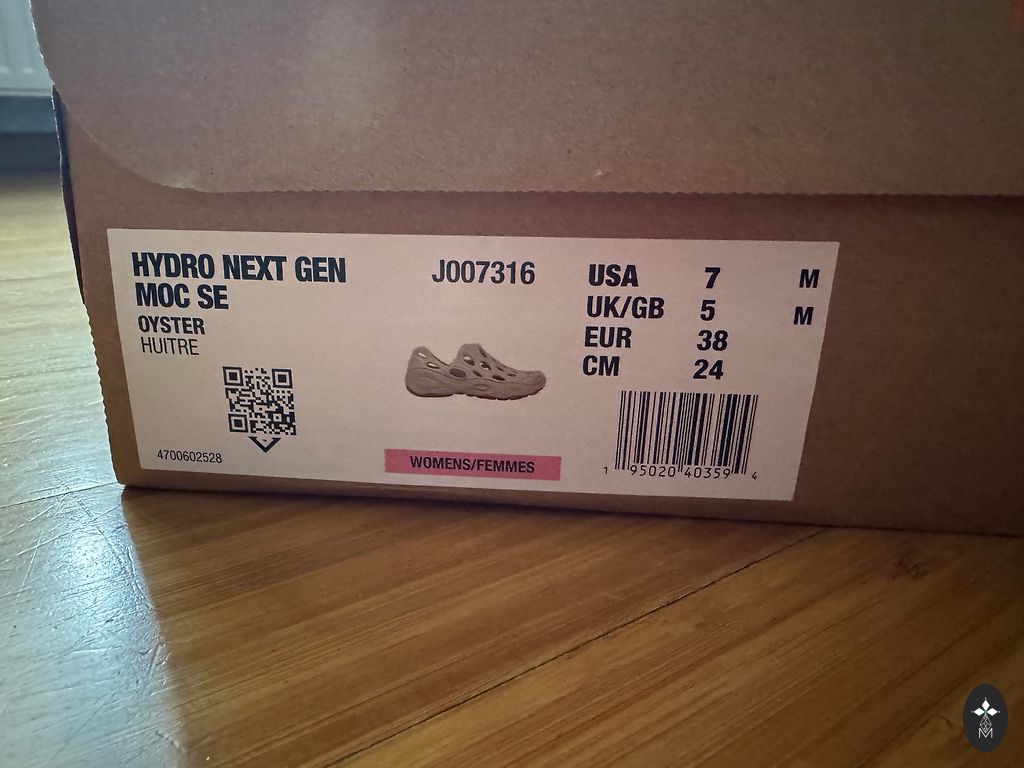 HYDRO NEXT GEN
MOC SE
OYSTER
HUITRE
4700602528
J007316
WOMENS/FEMMES
USA 7 M
UK/GB 5 M
EUR 38
CM 24
1 95020 40359 4
M